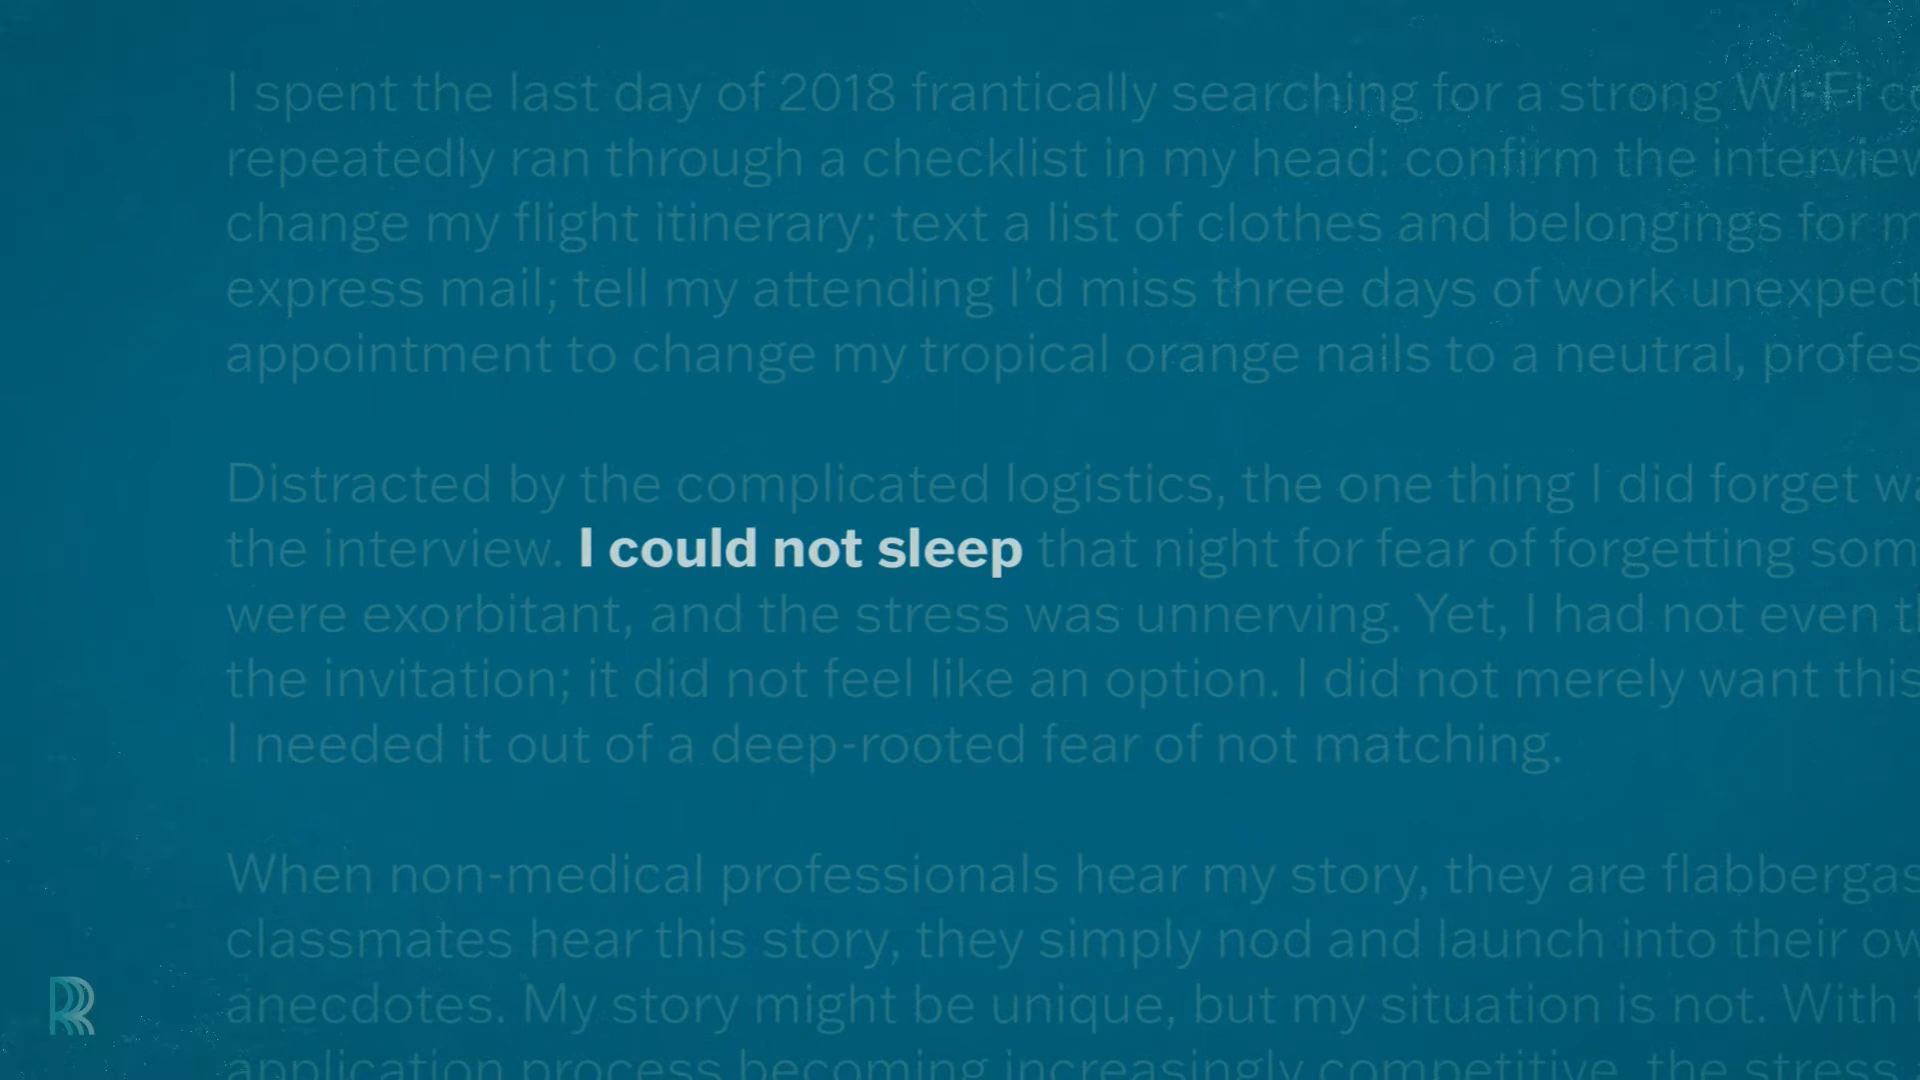 I spent the last day of 2018 frantically searching for a strong Wi-Fi
repeatedly ran through a checklist in my head: confirm the interview
change my flight itinerary; text a list of clothes and belongings for
express mail; tell my attending I'd miss three days of work unexpect
appointment to change my tropical orange nails to a neutral, profes
Distracted by the complicated logistics, the one thing I did forget
the interview. I could not sleep that night for fear of forgetting som
were exorbitant, and the stress was unnerving. Yet, I had not even
the invitation; it did not feel like an option. I did not merely want this
I needed it out of a deep-rooted fear of not matching.
When non-medical professionals hear my story, they are flabbergas
classmates hear this story, they simply nod and launch into their
anecdotes. My story might be unique, but my situation is not. With
application process becoming increasingly competitive, the stress